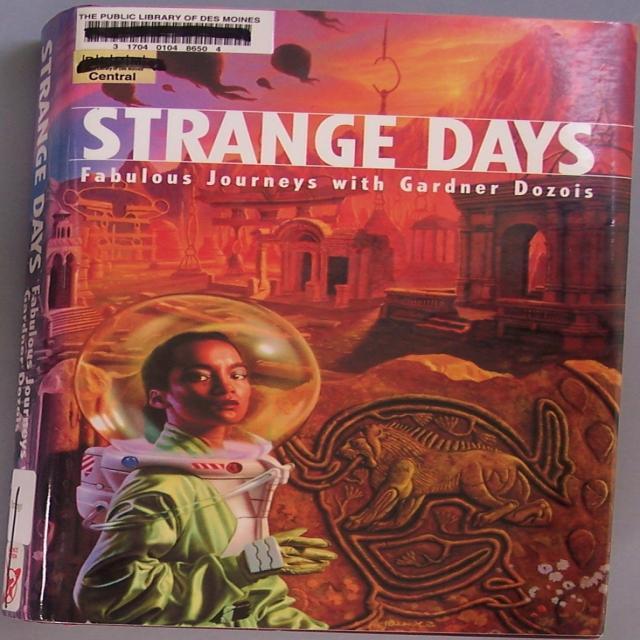 THE PUBLIC LIBRARY OF DES MOINES
3 1704 0104 8650 4
Central
STRANGE DAYS
Fabulous Journeys with Gardner Dozois
STRANGE DAYS Fabulous Journeys with
Gardner Dozois